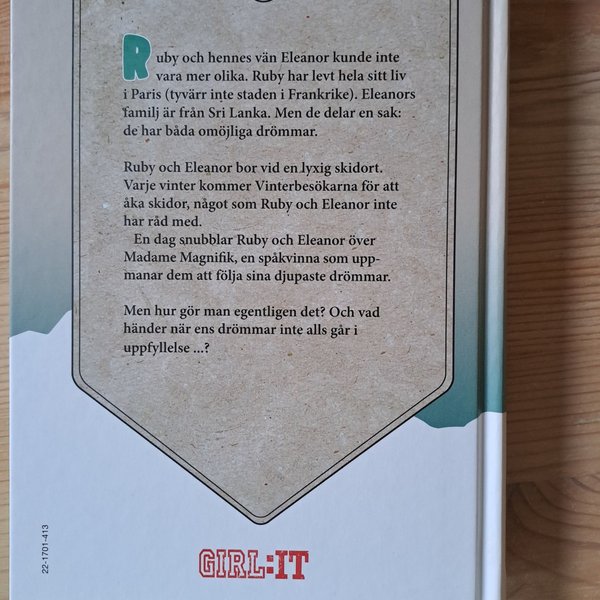 Ruby och hennes vän Eleanor kunde inte
vara mer olika. Ruby har levt hela sitt liv
i Paris (tyvärr inte staden i Frankrike). Eleanors
familj är från Sri Lanka. Men de delar en sak:
de har båda omöjliga drömmar.
Ruby och Eleanor bor vid en lyxig skidort.
Varje vinter kommer Vinterbesökarna för att
åka skidor, något som Ruby och Eleanor inte
har råd med.
En dag snubblar Ruby och Eleanor över
Madame Magnifik, en spåkvinna som upp-
manar dem att följa sina djupaste drömmar.
Men hur gör man egentligen det? Och vad
händer när ens drömmar inte alls går i
uppfyllelse ...?
22-1701-413
GIRL:IT